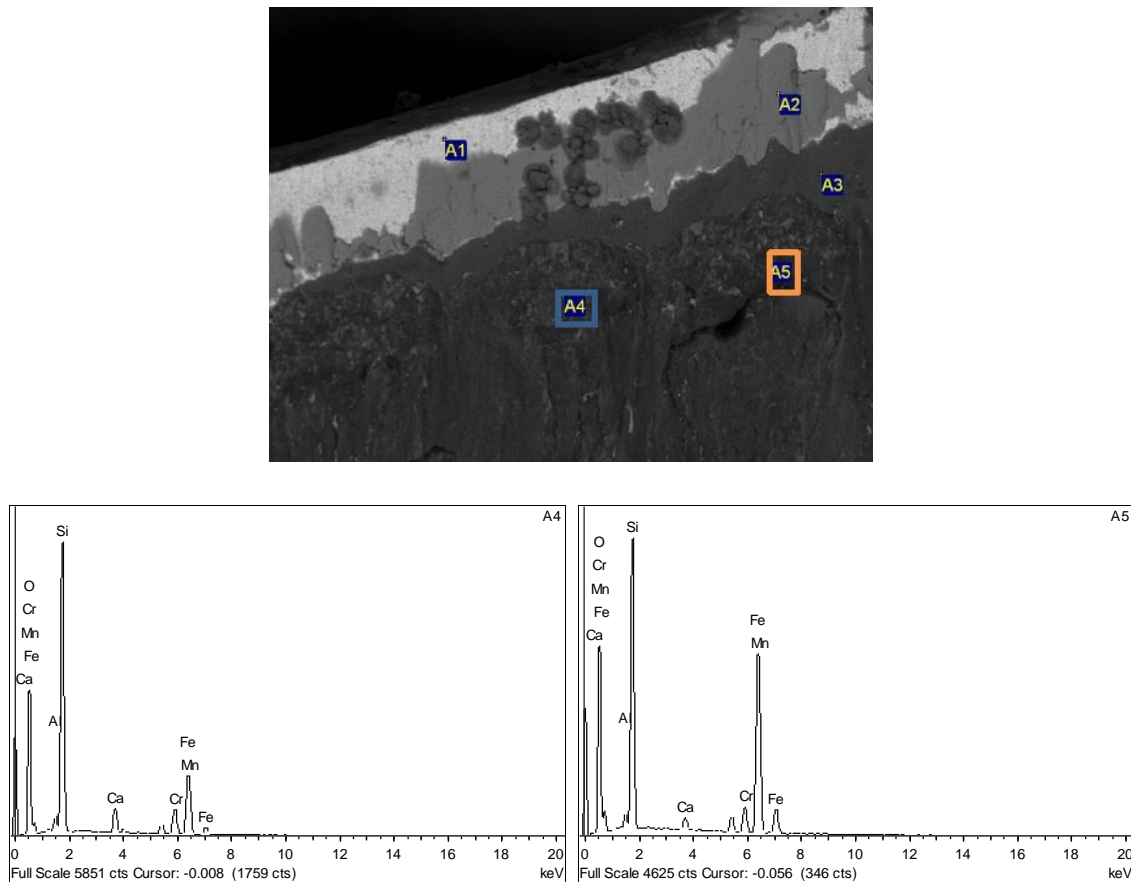 A1
A2
A3
A5
A4
A4
Si
O
Cr
Mn
Fe
Ca
Al
Fe
Mn
Ca
Cr
Fe
0 2 4 6 8 10 12 14 16 18 20
Full Scale 5851 cts Cursor: -0.008 (1759 cts) keV
A5
Si
O
Cr
Mn
Fe
Ca
Al
Fe
Mn
Ca
Cr
Fe
0 2 4 6 8 10 12 14 16 18 20
Full Scale 4625 cts Cursor: -0.056 (346 cts) keV